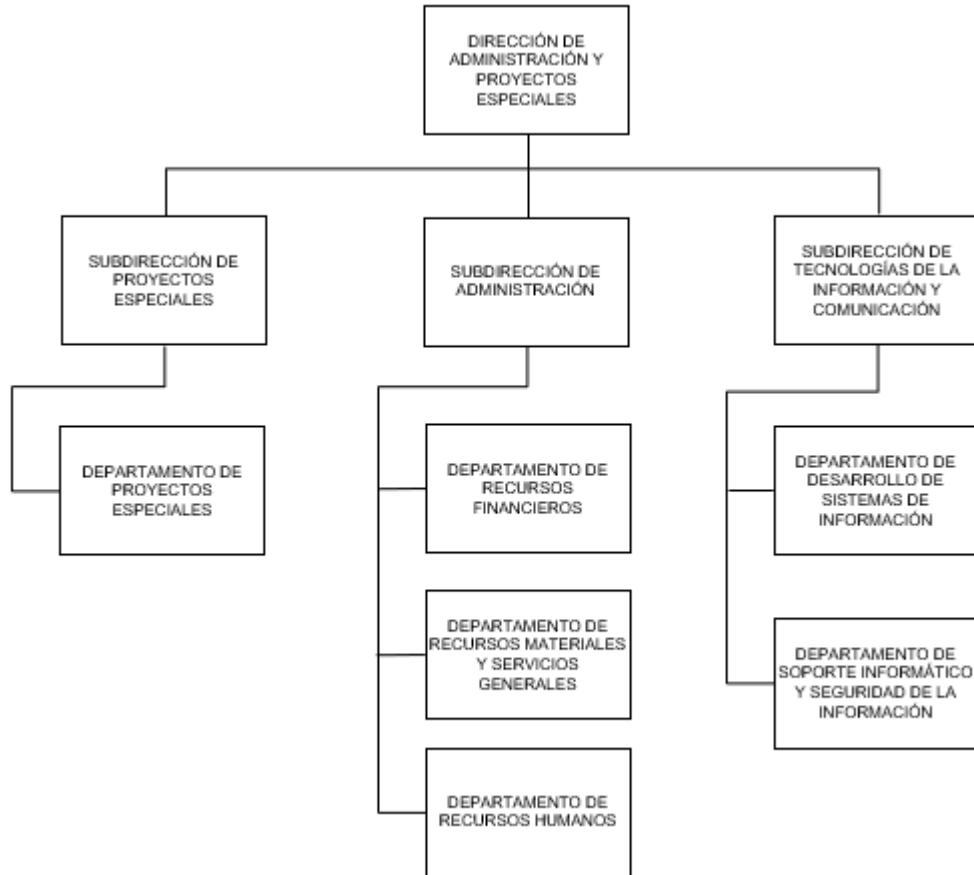 DIRECCIÓN DE
ADMINISTRACIÓN Y
PROYECTOS
ESPECIALES
SUBDIRECCIÓN DE
PROYECTOS
ESPECIALES
SUBDIRECCIÓN DE
ADMINISTRACIÓN
SUBDIRECCIÓN DE
TECNOLOGÍAS DE LA
INFORMACIÓN Y
COMUNICACIÓN
DEPARTAMENTO DE
PROYECTOS
ESPECIALES
DEPARTAMENTO DE
RECURSOS
FINANCIEROS
DEPARTAMENTO DE
DESARROLLO DE
SISTEMAS DE
INFORMACIÓN
DEPARTAMENTO DE
RECURSOS MATERIALES
Y SERVICIOS
GENERALES
DEPARTAMENTO DE
SOPORTE INFORMÁTICO
Y SEGURIDAD DE LA
INFORMACIÓN
DEPARTAMENTO DE
RECURSOS HUMANOS